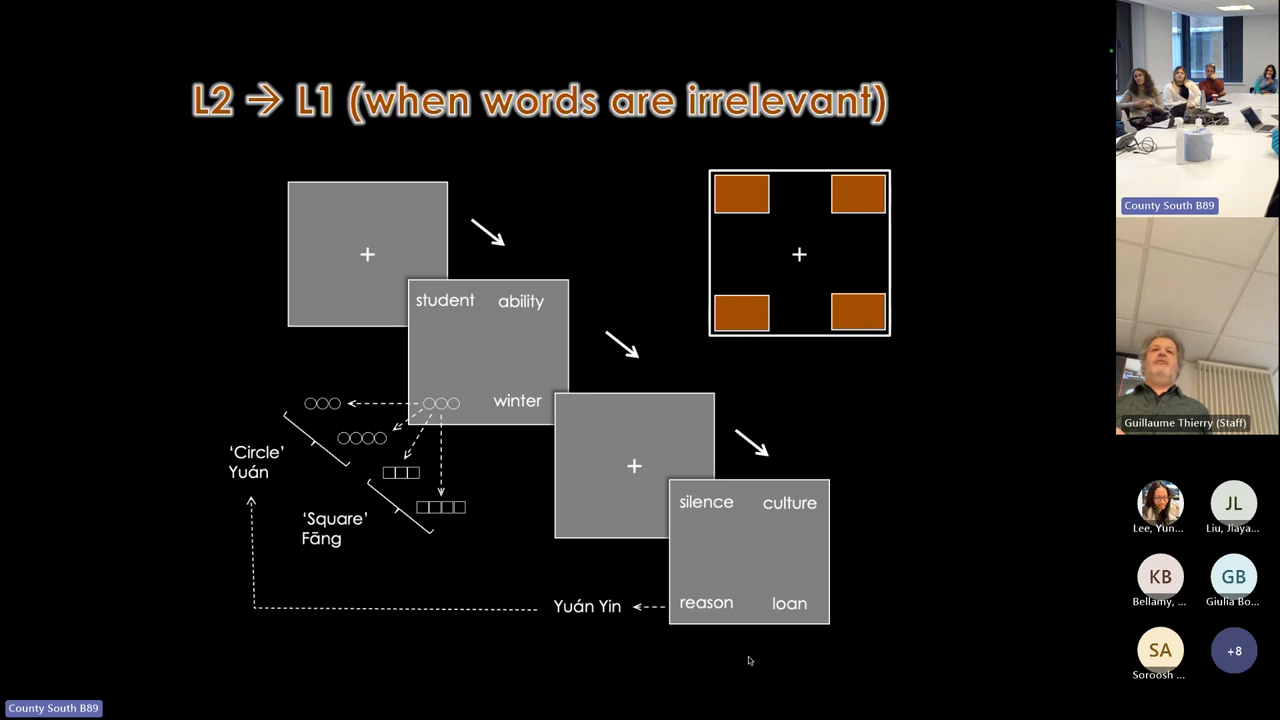 L2 → L1 (when words are irrelevant)
+
+
student ability
winter
'Circle'
Yuán
'Square'
Fāng
+
silence culture
reason loan
Yuán Yin
County South B89
Guillaume Thierry (Staff)
JL
Lee, Yun... Liu, Jiaya...
KB GB
Bellamy, ... Giulia Bo...
SA +8
Soroosh ...
County South B89